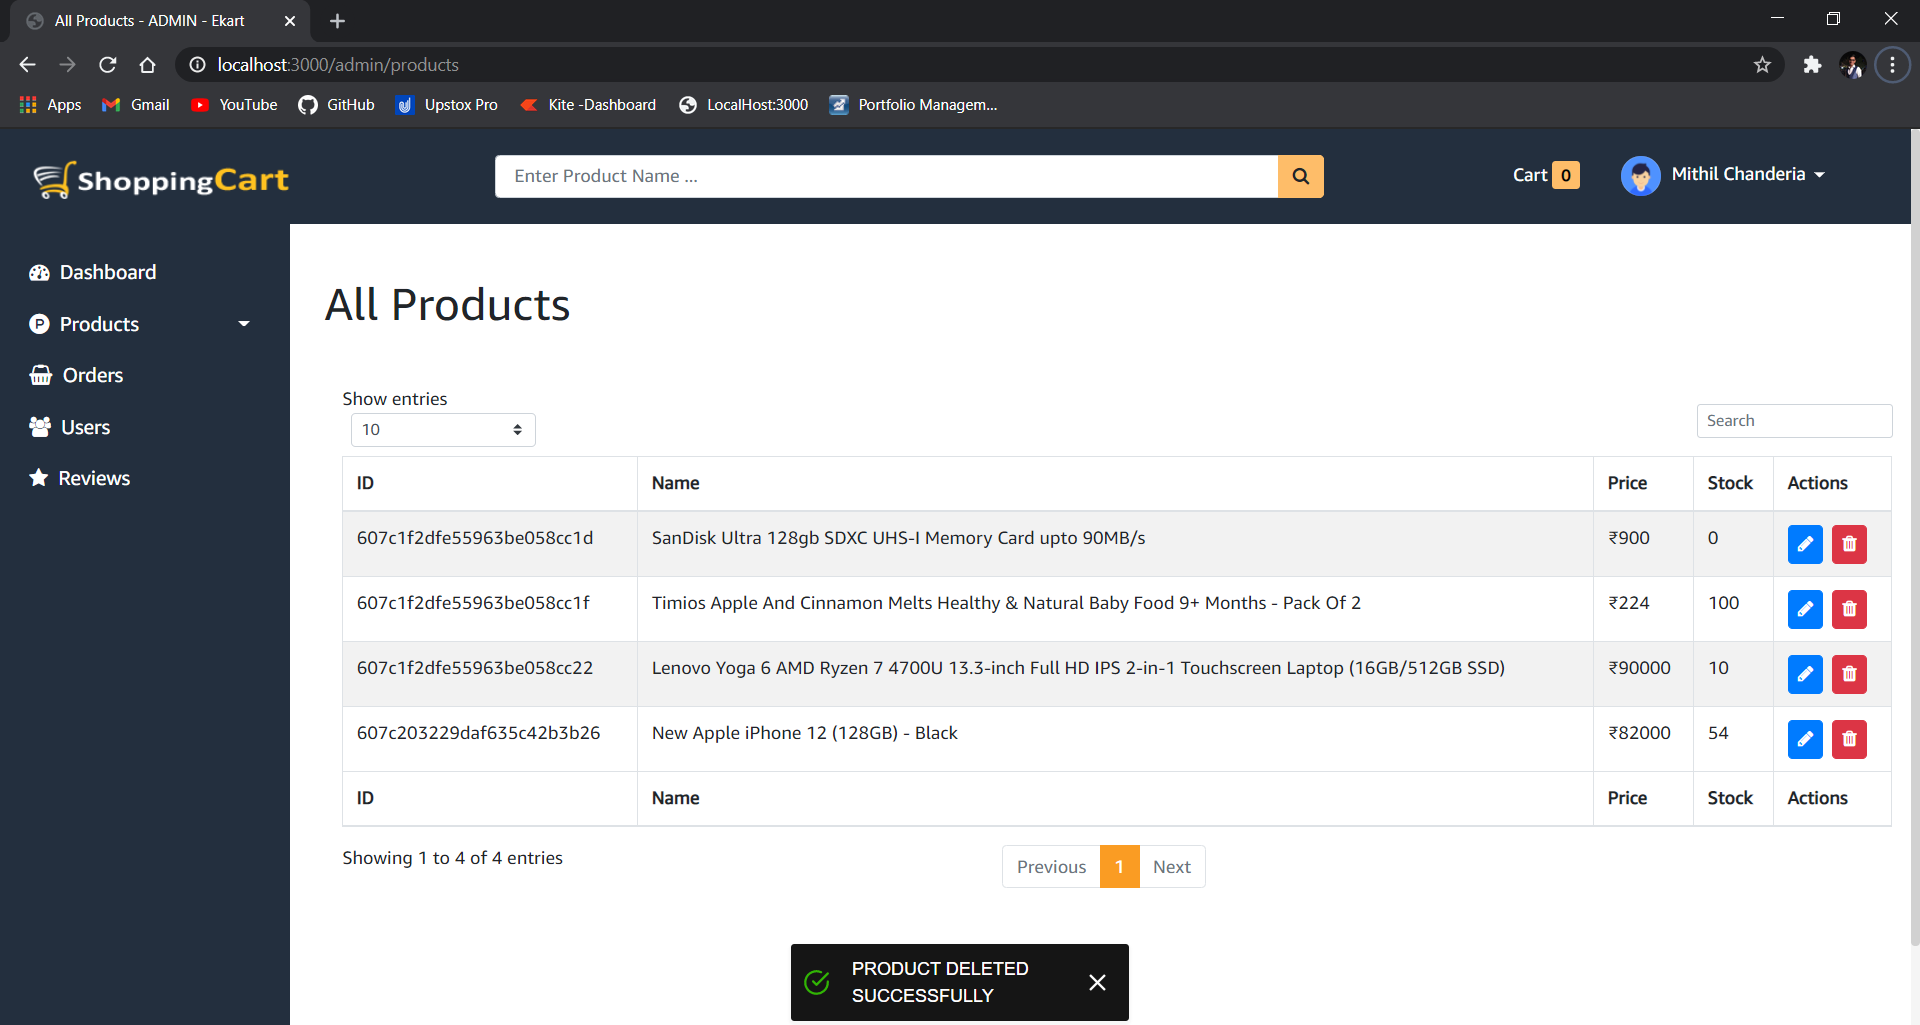 All Products - ADMIN - Ekart
localhost:3000/admin/products
Apps Gmail YouTube GitHub Upstox Pro Kite -Dashboard LocalHost:3000 Portfolio Managem...
ShoppingCart Enter Product Name ... Cart 0 Mithil Chanderia
Dashboard
Products
Orders
Users
Reviews
All Products
Show entries
10
Search
ID Name Price Stock Actions
607c1f2dfe55963be058cc1d SanDisk Ultra 128gb SDXC UHS-I Memory Card upto 90MB/s ₹900 0
607c1f2dfe55963be058cc1f Timios Apple And Cinnamon Melts Healthy & Natural Baby Food 9+ Months - Pack Of 2 ₹224 100
607c1f2dfe55963be058cc22 Lenovo Yoga 6 AMD Ryzen 7 4700U 13.3-inch Full HD IPS 2-in-1 Touchscreen Laptop (16GB/512GB SSD) ₹90000 10
607c203229daf635c42b3b26 New Apple iPhone 12 (128GB) - Black ₹82000 54
ID Name Price Stock Actions
Showing 1 to 4 of 4 entries
Previous 1 Next
PRODUCT DELETED
SUCCESSFULLY